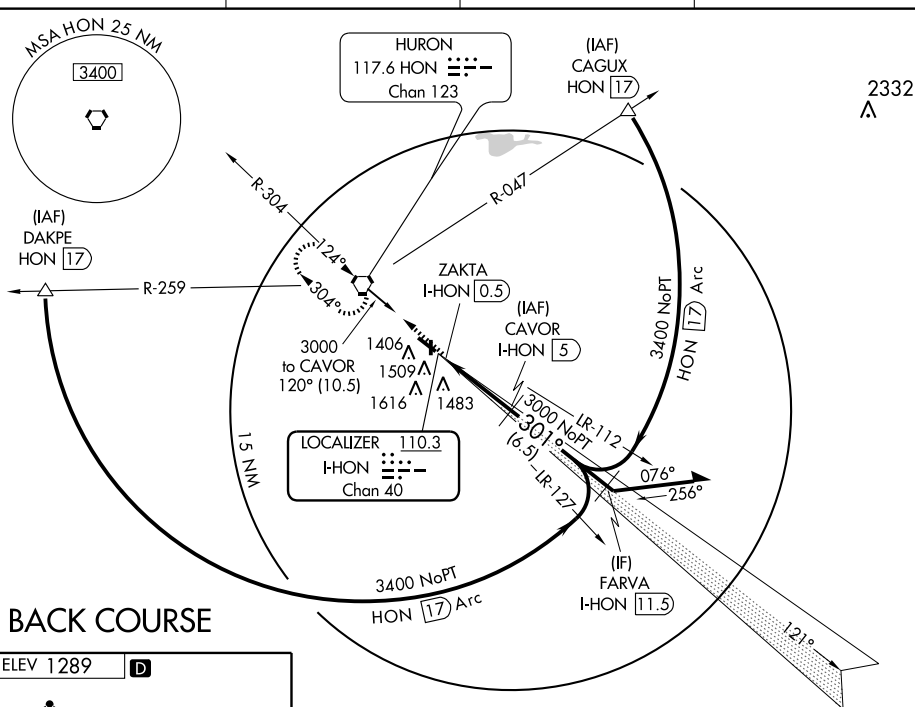 MSA HON 25 NM
3400
HURON
117.6 HON
Chan 123
(IAF)
CAGUX
HON 17
2332
R-304
R-047
(IAF)
DAKPE
HON 17
124°
R-259
304°
ZAKTA
I-HON 0.5
(IAF)
CAVOR
I-HON 5
3400 NoPT
HON 17 Arc
3000
to CAVOR
120° (10.5)
1406
1509
1616
1483
3000 NoPT
301°
(6.5)
LR-112
LR-127
076°
256°
15 NM
LOCALIZER 110.3
I-HON
Chan 40
(IF)
FARVA
I-HON 11.5
3400 NoPT
HON 17 Arc
121°
BACK COURSE
ELEV 1289 D